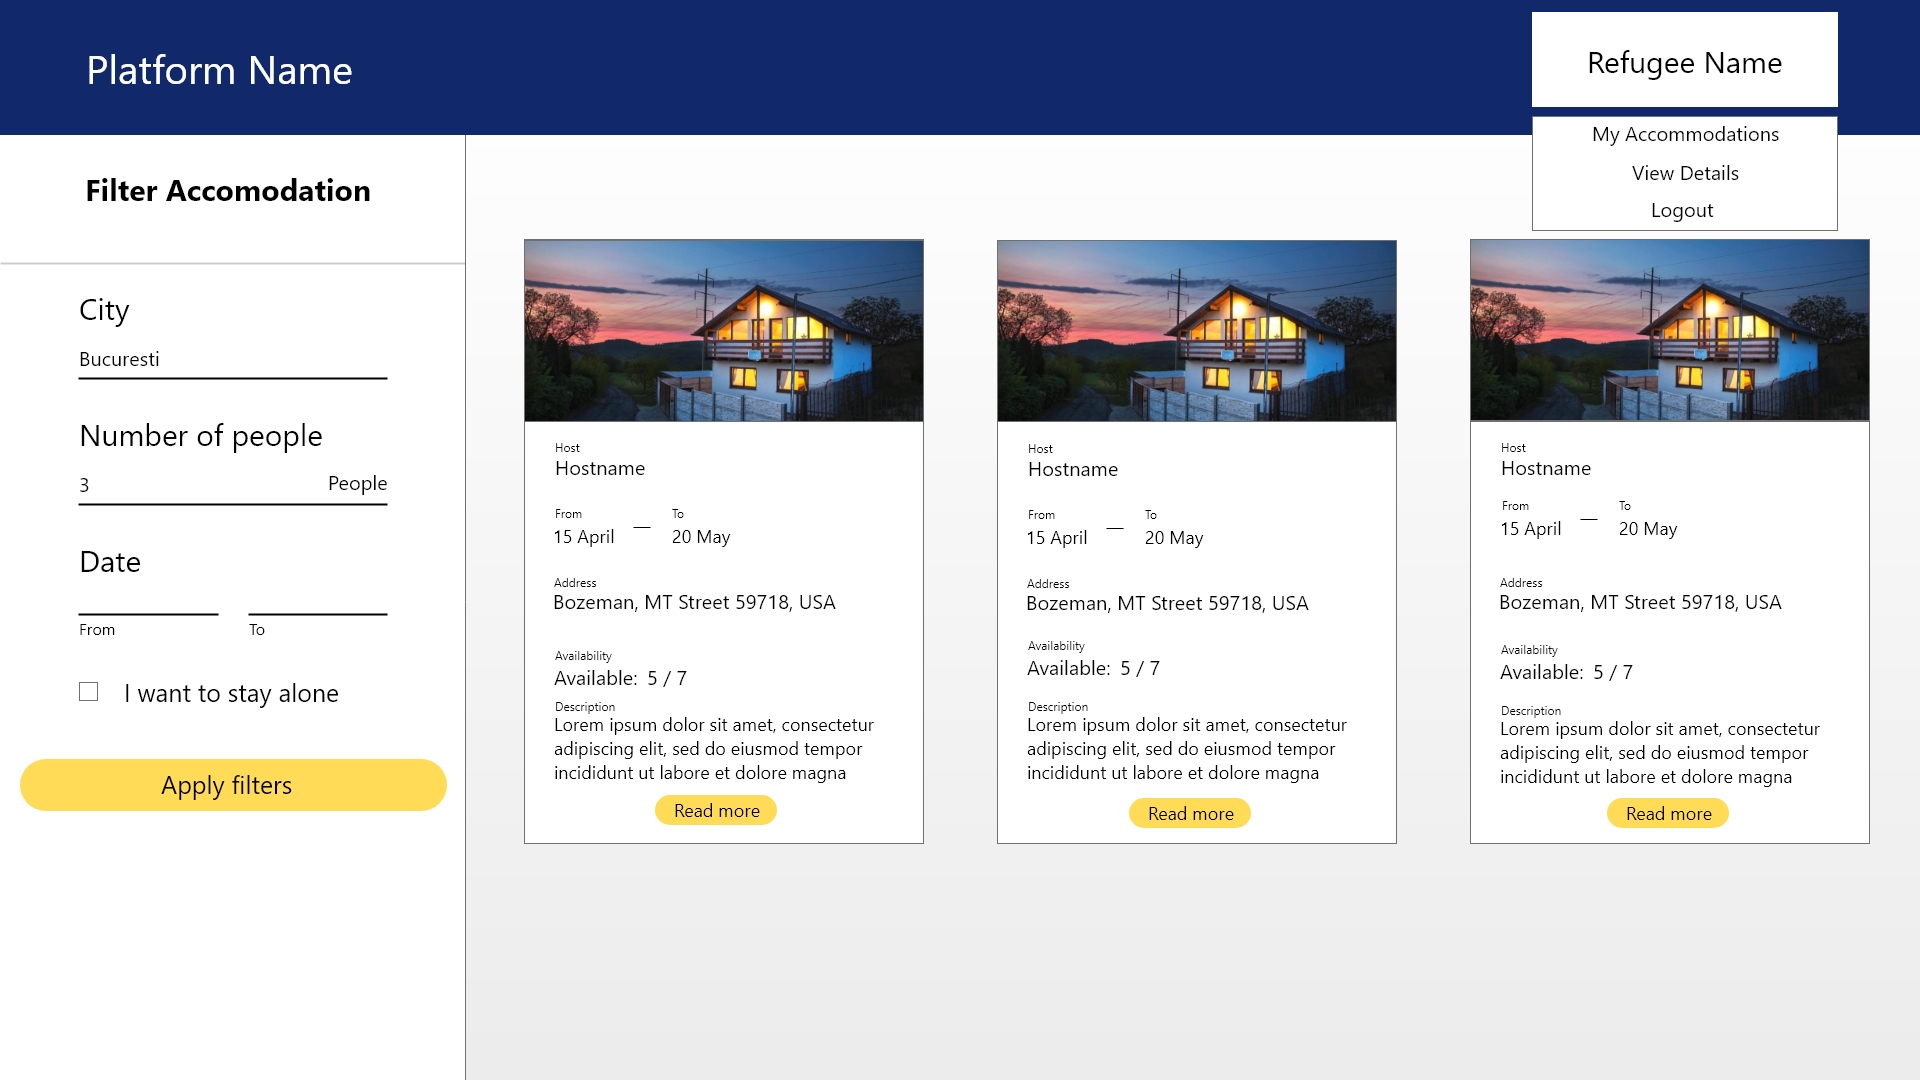 Platform Name
Refugee Name
My Accommodations
View Details
Logout
Filter Accomodation
City
Bucuresti
Number of people
3 People
Date
From To
I want to stay alone
Apply filters
Host
Hostname
From To
15 April — 20 May
Address
Bozeman, MT Street 59718, USA
Availability
Available: 5 / 7
Description
Lorem ipsum dolor sit amet, consectetur
adipiscing elit, sed do eiusmod tempor
incididunt ut labore et dolore magna
Read more
Host
Hostname
From To
15 April — 20 May
Address
Bozeman, MT Street 59718, USA
Availability
Available: 5 / 7
Description
Lorem ipsum dolor sit amet, consectetur
adipiscing elit, sed do eiusmod tempor
incididunt ut labore et dolore magna
Read more
Host
Hostname
From To
15 April — 20 May
Address
Bozeman, MT Street 59718, USA
Availability
Available: 5 / 7
Description
Lorem ipsum dolor sit amet, consectetur
adipiscing elit, sed do eiusmod tempor
incididunt ut labore et dolore magna
Read more